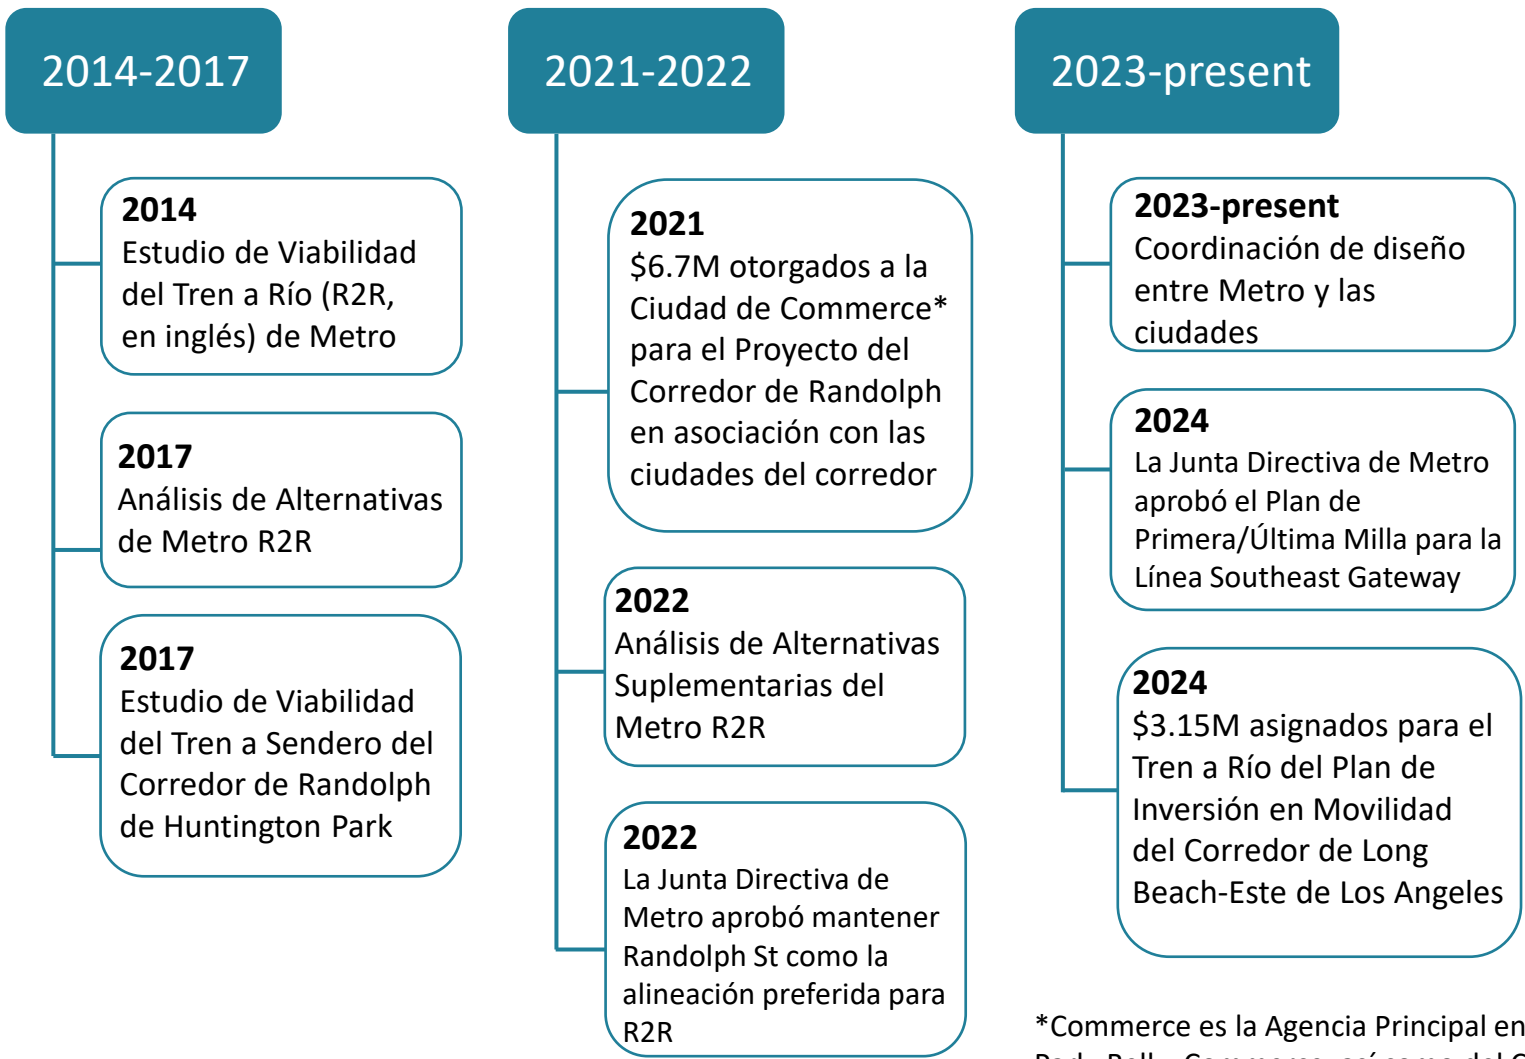 2014-2017
2014
Estudio de Viabilidad
del Tren a Río (R2R,
en inglés) de Metro
2017
Análisis de Alternativas
de Metro R2R
2017
Estudio de Viabilidad
del Tren a Sendero del
Corredor de Randolph
de Huntington Park
2021-2022
2021
$6.7M otorgados a la
Ciudad de Commerce*
para el Proyecto del
Corredor de Randolph
en asociación con las
ciudades del corredor
2022
Análisis de Alternativas
Suplementarias del
Metro R2R
2022
La Junta Directiva de
Metro aprobó mantener
Randolph St como la
alineación preferida para
R2R
2023-present
2023-present
Coordinación de diseño
entre Metro y las
ciudades
2024
La Junta Directiva de Metro
aprobó el Plan de
Primera/Última Milla para la
Línea Southeast Gateway
2024
$3.15M asignados para el
Tren a Río del Plan de
Inversión en Movilidad
del Corredor de Long
Beach-Este de Los Angeles
*Commerce es la Agencia Principal en